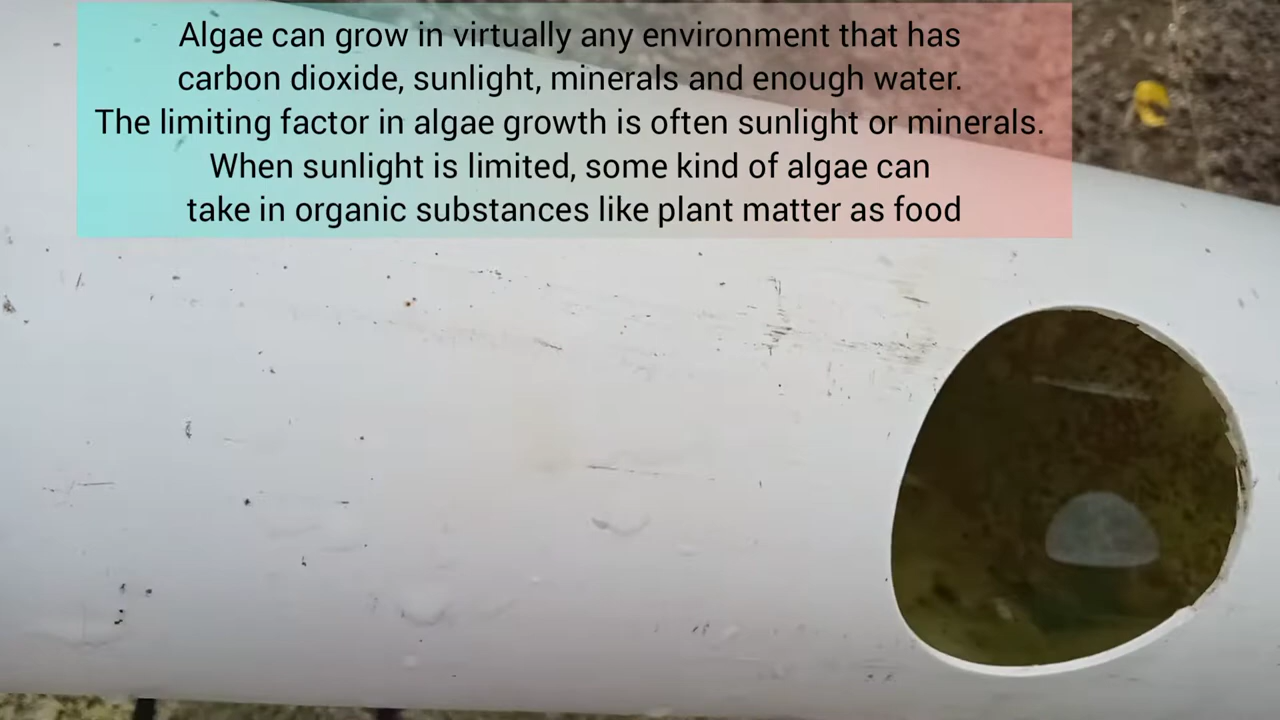 Algae can grow in virtually any environment that has
carbon dioxide, sunlight, minerals and enough water.
The limiting factor in algae growth is often sunlight or minerals.
When sunlight is limited, some kind of algae can
take in organic substances like plant matter as food